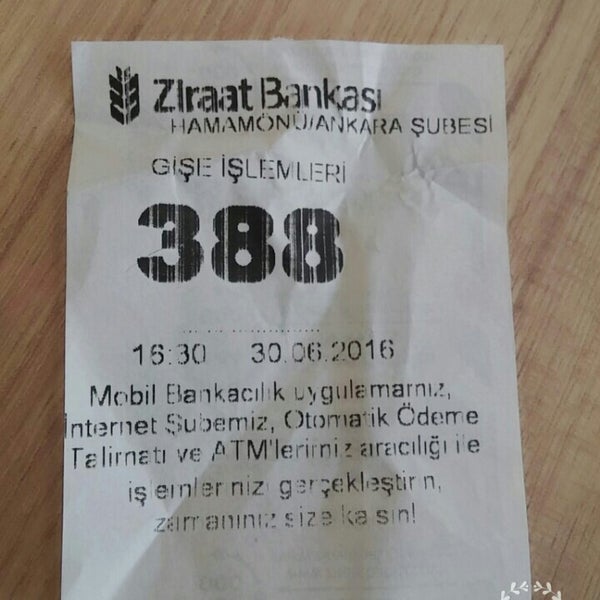 Ziraat Bankası
HAMAMÖNÜ/ANKARA ŞUBESİ
GİŞE İŞLEMLERİ
388
16:30 30.06.2016
Mobil Bankacılık uygulamamız,
İnternet Şubemiz, Otomatik Ödeme
Talimatı ve ATM'lerimiz aracılığı ile
işlemlerinizi gerçekleştirin,
zamanınız size kalsın!